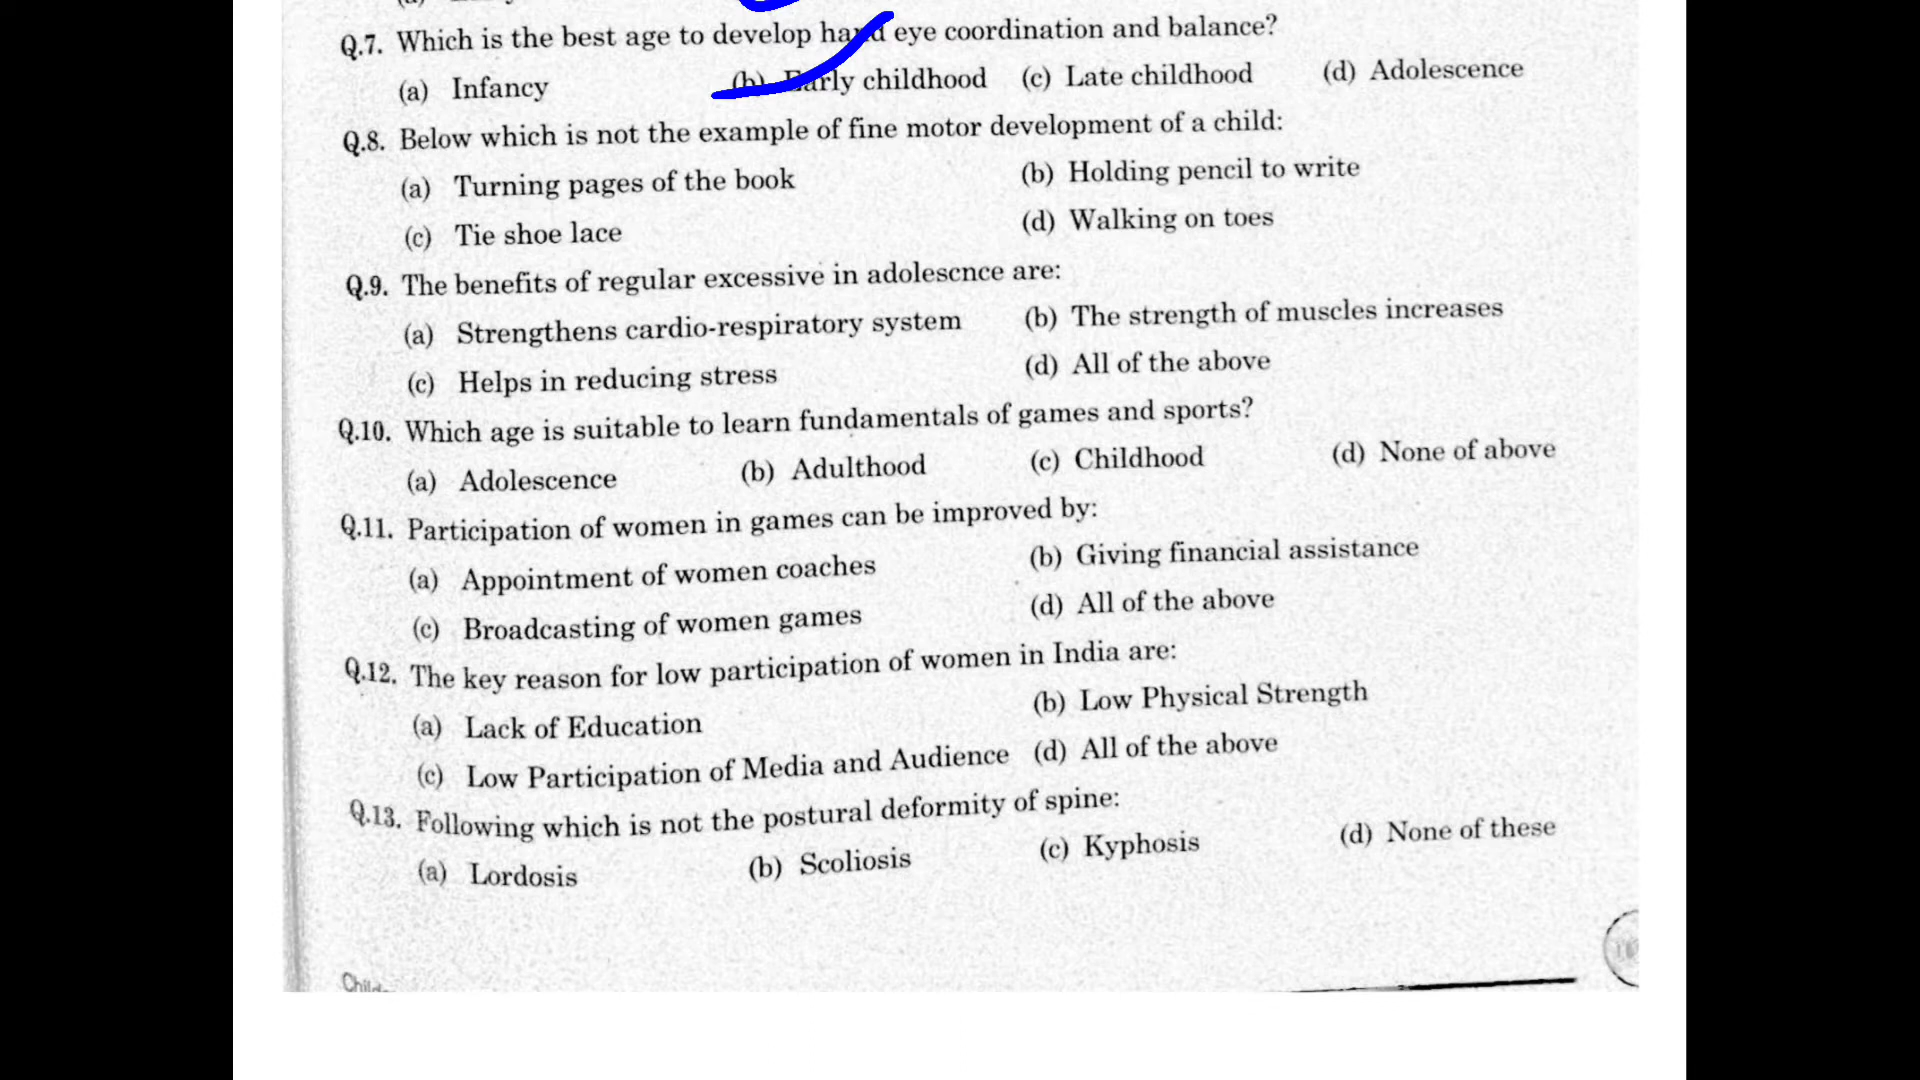 Q.7. Which is the best age to develop hand eye coordination and balance?
(a) Infancy (b) Early childhood (c) Late childhood (d) Adolescence
Q.8. Below which is not the example of fine motor development of a child:
(a) Turning pages of the book (b) Holding pencil to write
(c) Tie shoe lace (d) Walking on toes
Q.9. The benefits of regular excessive in adolescnce are:
(a) Strengthens cardio-respiratory system (b) The strength of muscles increases
(c) Helps in reducing stress (d) All of the above
Q.10. Which age is suitable to learn fundamentals of games and sports?
(a) Adolescence (b) Adulthood (c) Childhood (d) None of above
Q.11. Participation of women in games can be improved by:
(a) Appointment of women coaches (b) Giving financial assistance
(c) Broadcasting of women games (d) All of the above
Q.12. The key reason for low participation of women in India are:
(a) Lack of Education (b) Low Physical Strength
(c) Low Participation of Media and Audience (d) All of the above
Q.13. Following which is not the postural deformity of spine:
(a) Lordosis (b) Scoliosis (c) Kyphosis (d) None of these